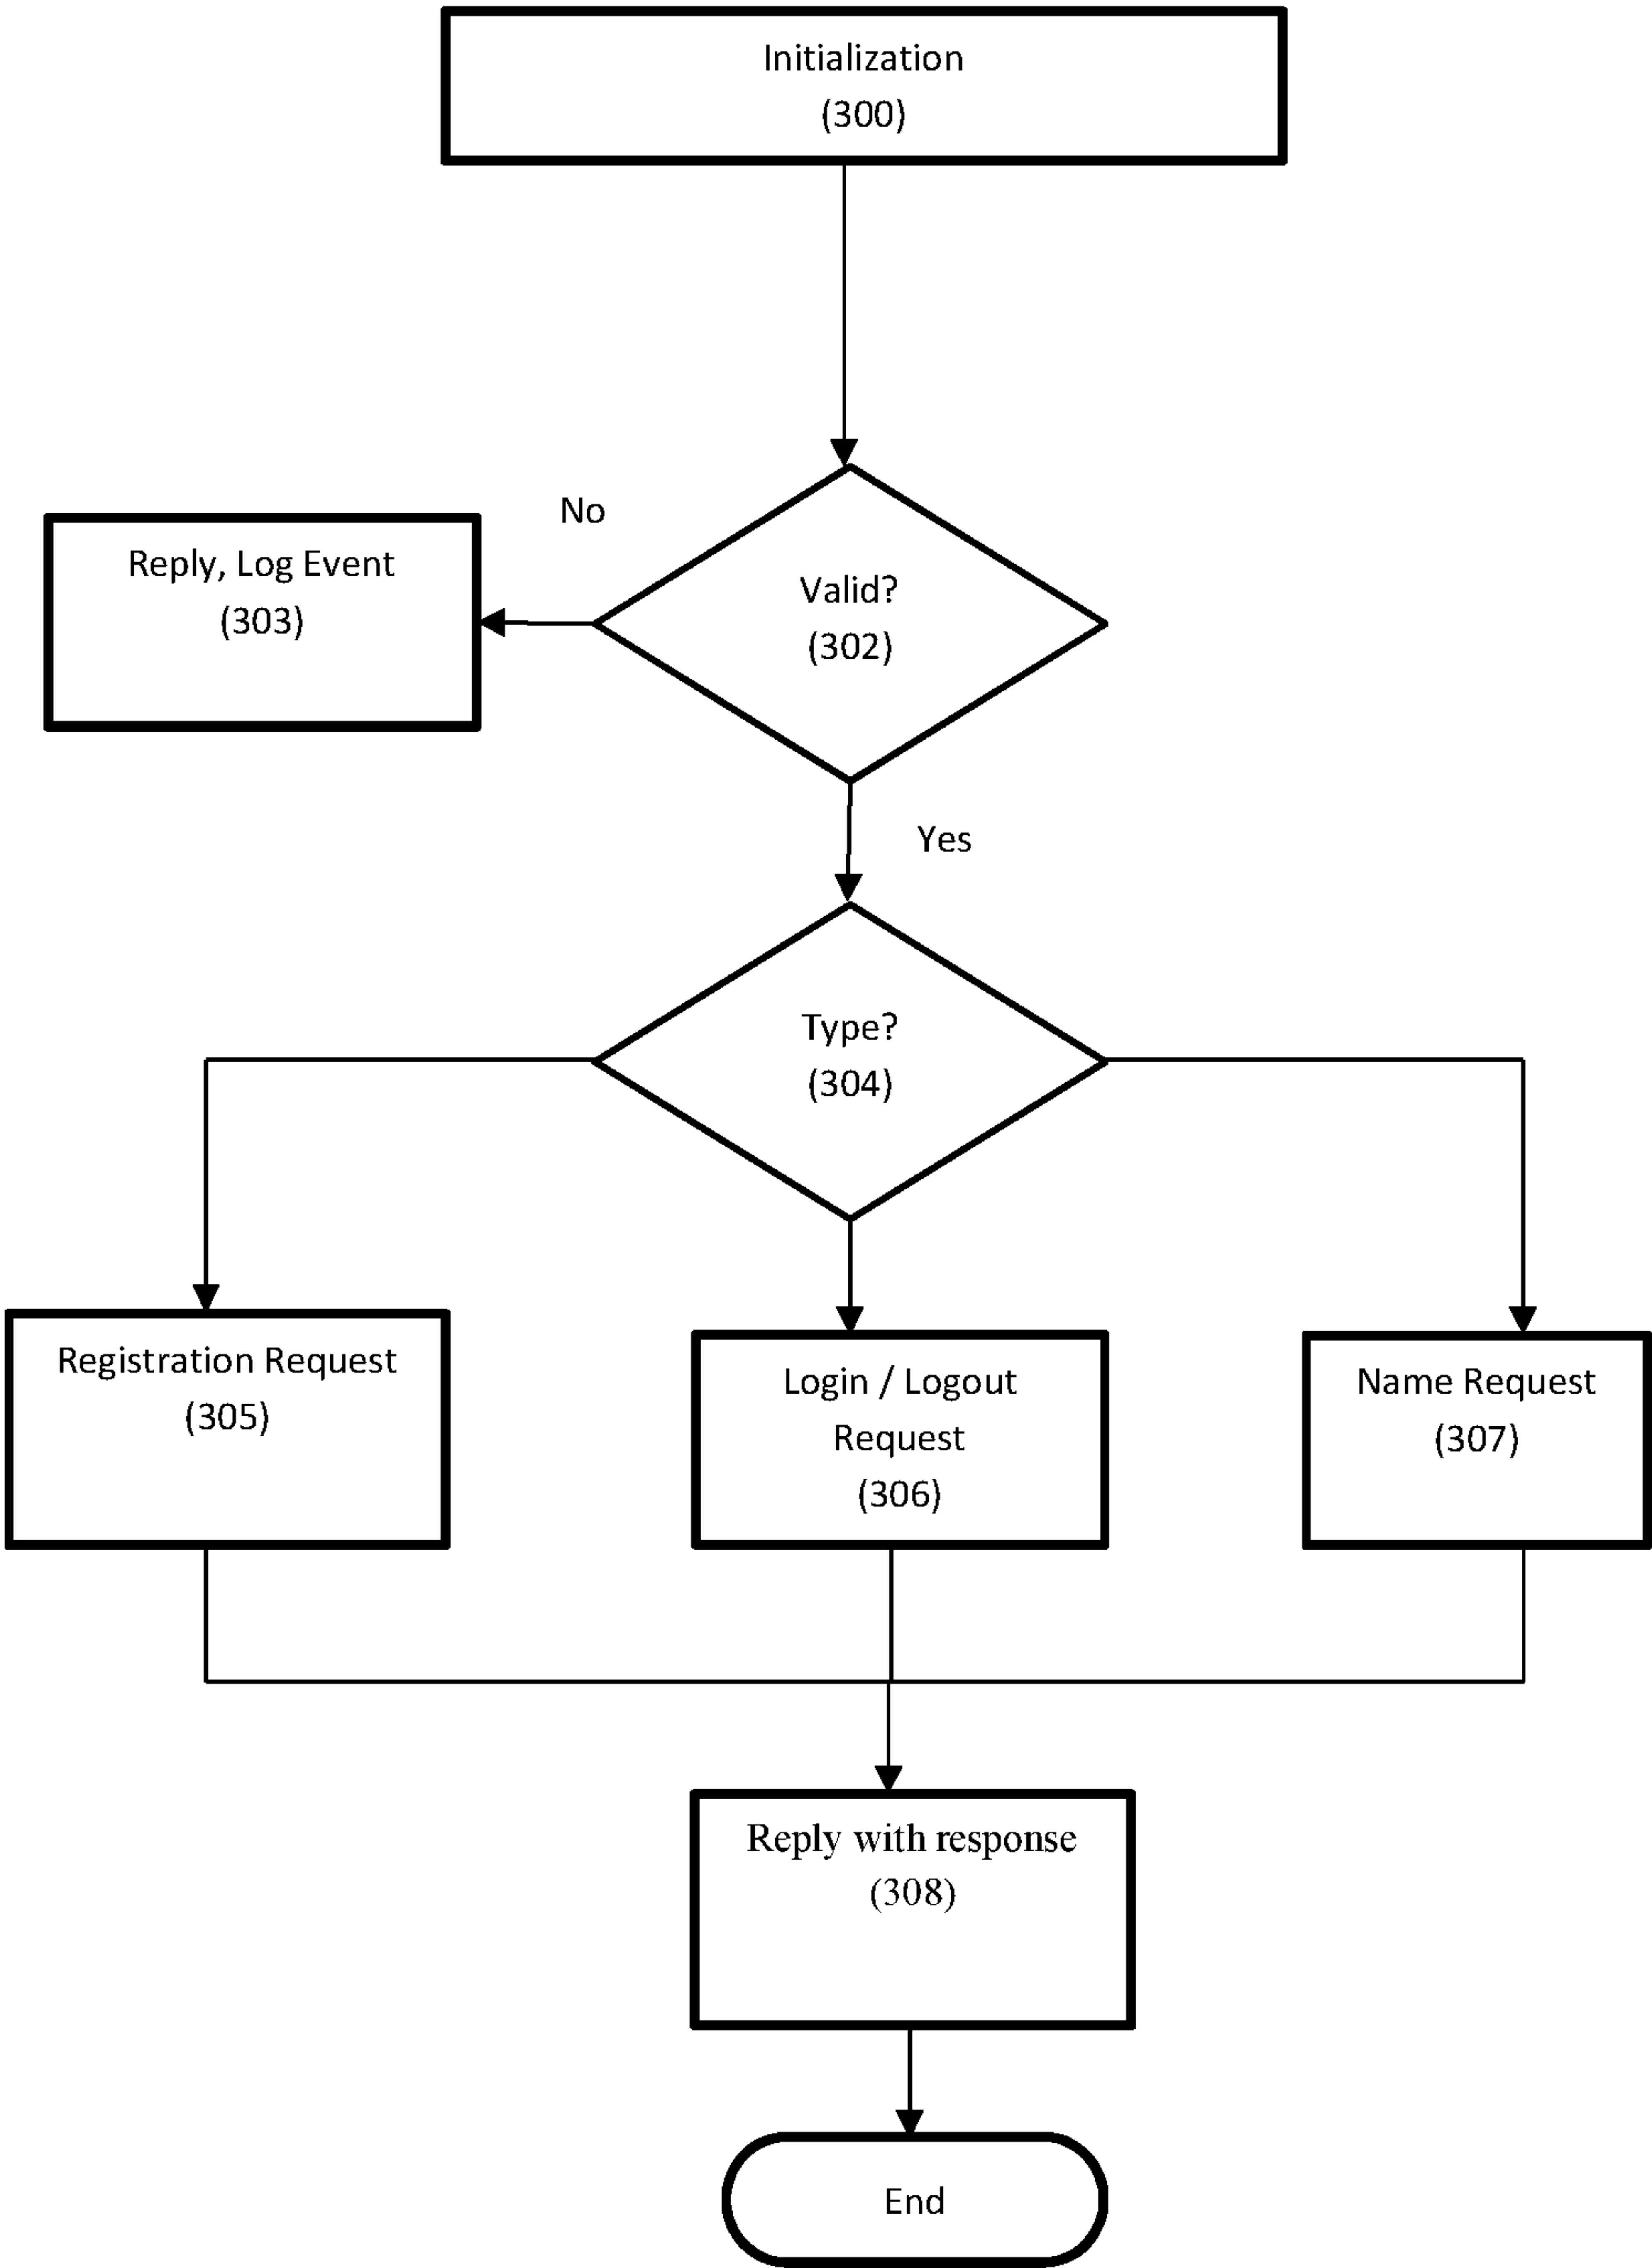 Initialization
(300)
No
Reply, Log Event
(303)
Valid?
(302)
Yes
Type?
(304)
Registration Request
(305)
Login / Logout
Request
(306)
Name Request
(307)
Reply with response
(308)
End